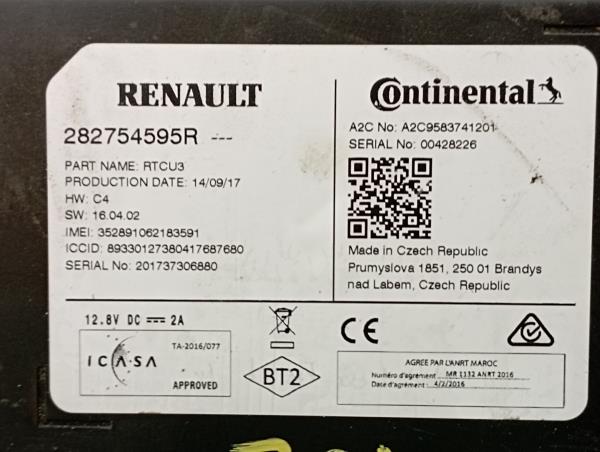 RENAULT
282754595R ---
PART NAME: RTCU3
PRODUCTION DATE: 14/09/17
HW: C4
SW: 16.04.02
IMEI: 352891062183591
ICCID: 89330127380417687680
SERIAL NO: 201737306880
Continental
A2C No: A2C9583741201
SERIAL NO: 00428226
Made in Czech Republic
Prumyslova 1851, 250 01 Brandys
nad Labem, Czech Republic
12.8V DC 2A
TA-2016/077
ICASA
APPROVED
BT2
CE
AGREE PAR L'ANRT MAROC
Numéro d'agrément: MR 1132 ANRT 2016
Date d'agrément: 4/2/2016